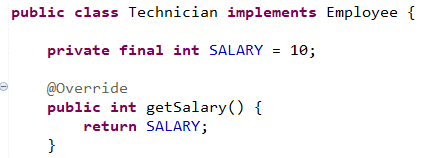 public class Technician implements Employee {
private final int SALARY = 10;
@Override
public int getSalary() {
return SALARY;
}